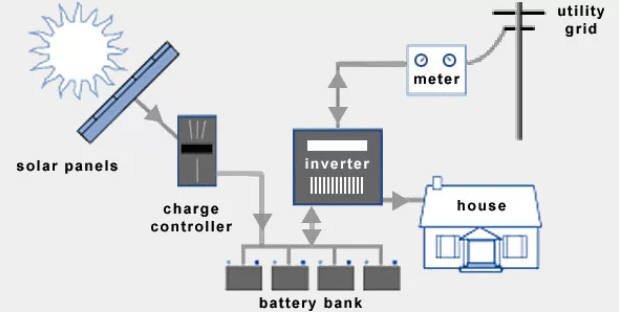 utility
grid
meter
inverter
solar panels
house
charge
controller
battery bank